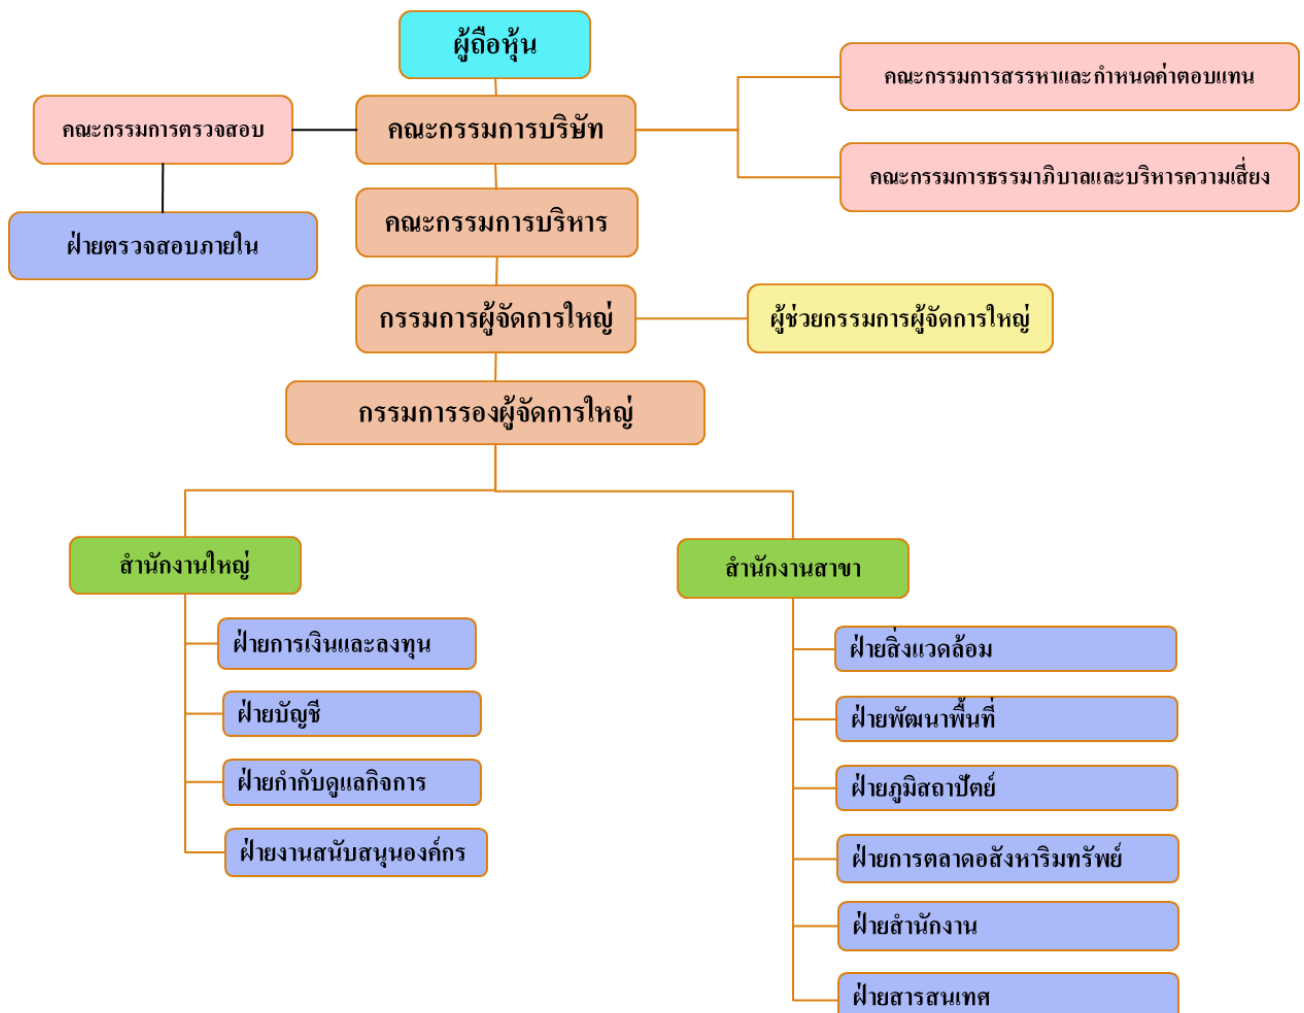 ผู้ถือหุ้น
คณะกรรมการสรรหาและกำหนดค่าตอบแทน
คณะกรรมการตรวจสอบ
คณะกรรมการบริษัท
คณะกรรมการธรรมาภิบาลและบริหารความเสี่ยง
คณะกรรมการบริหาร
ฝ่ายตรวจสอบภายใน
กรรมการผู้จัดการใหญ่
ผู้ช่วยกรรมการผู้จัดการใหญ่
กรรมการรองผู้จัดการใหญ่
สำนักงานใหญ่
ฝ่ายการเงินและลงทุน
ฝ่ายบัญชี
ฝ่ายกำกับดูแลกิจการ
ฝ่ายงานสนับสนุนองค์กร
สำนักงานสาขา
ฝ่ายสิ่งแวดล้อม
ฝ่ายพัฒนาพื้นที่
ฝ่ายภูมิสถาปัตย์
ฝ่ายการตลาดอสังหาริมทรัพย์
ฝ่ายสำนักงาน
ฝ่ายสารสนเทศ